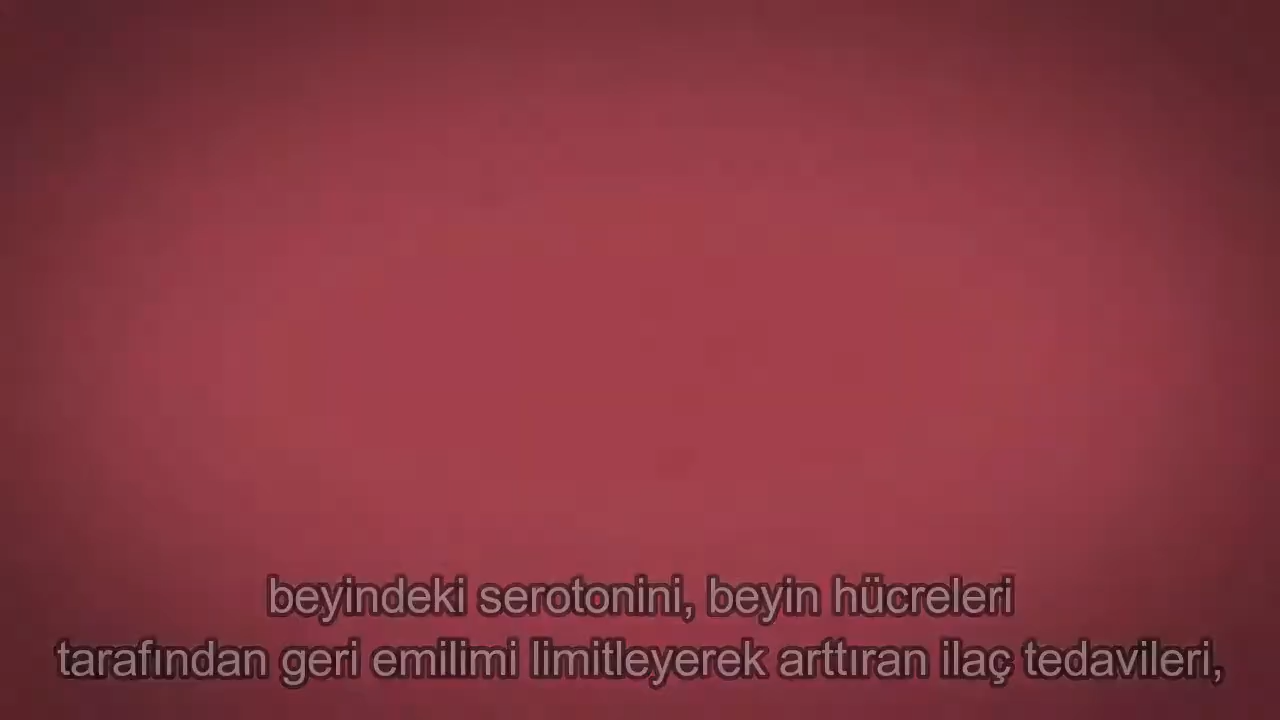 beyindeki serotonini, beyin hücreleri
tarafından geri emilimi limitleyerek arttıran ilaç tedavileri,